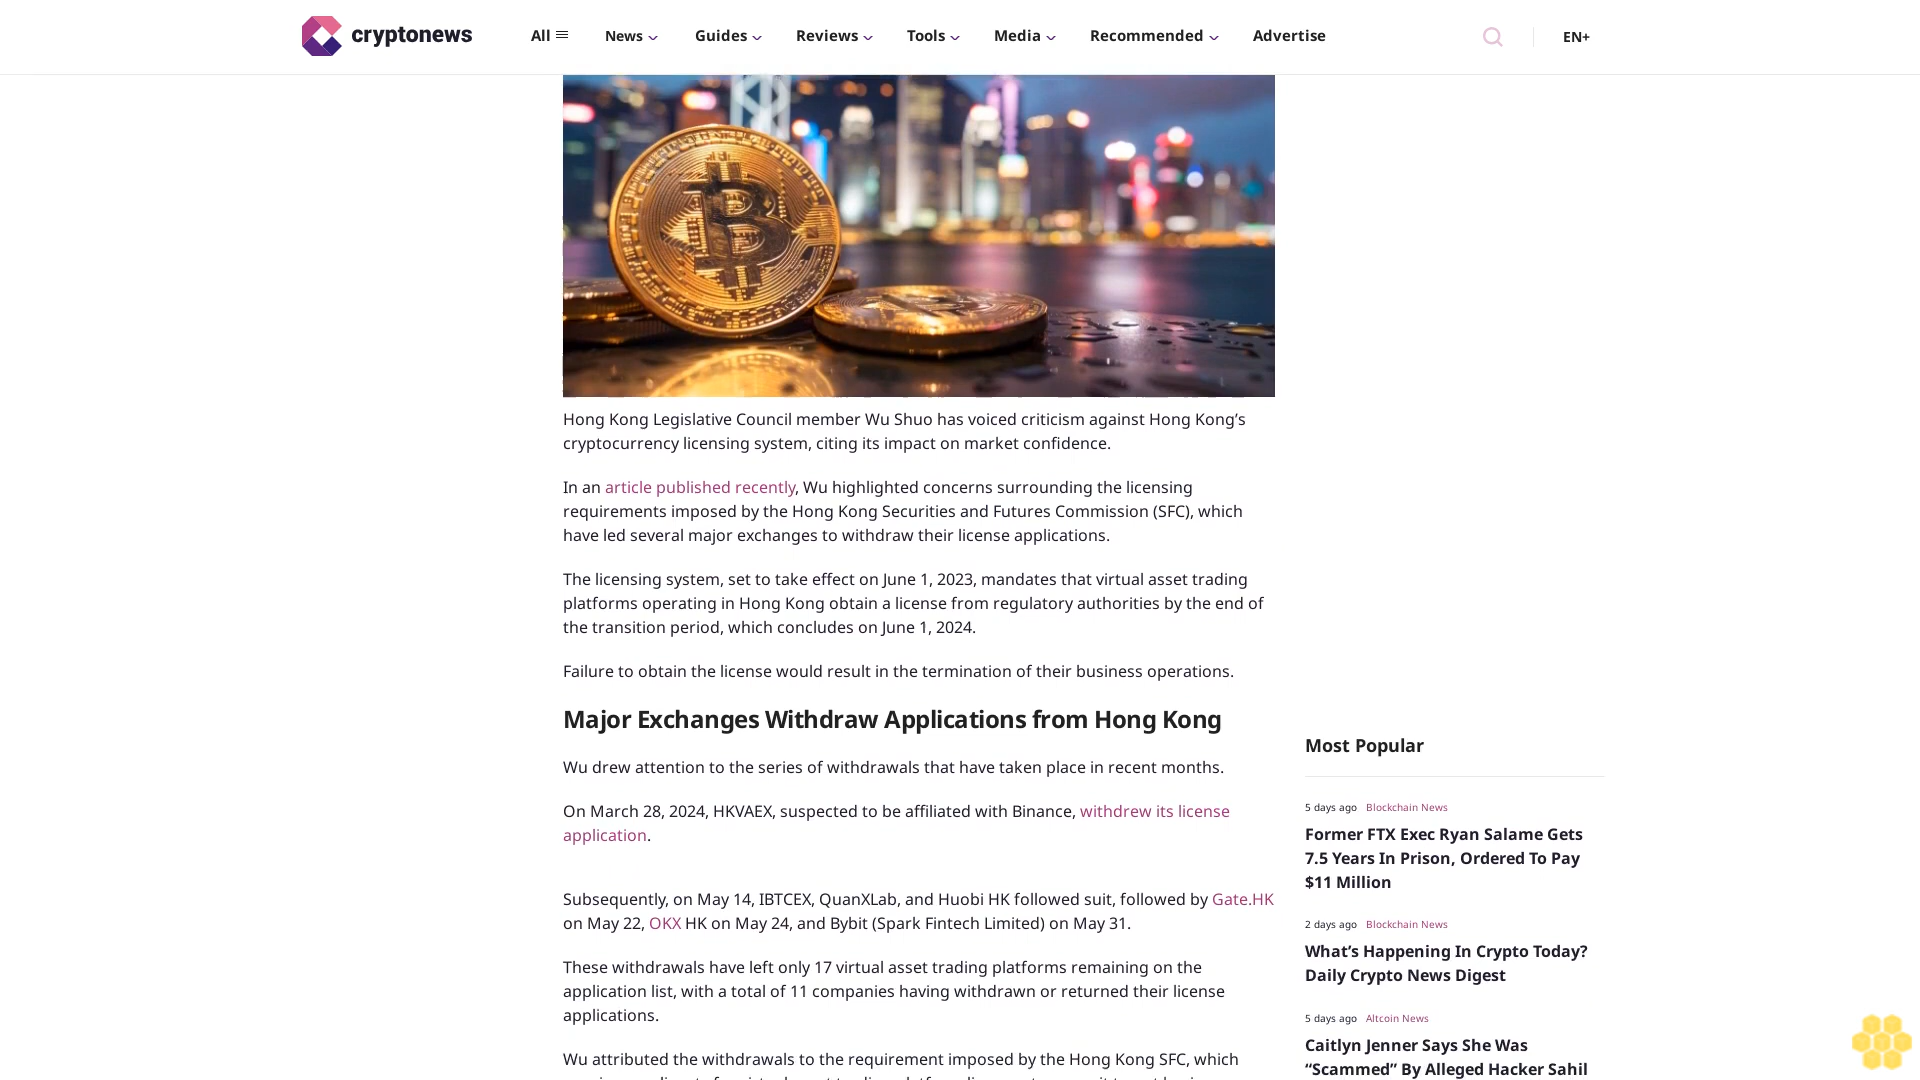 cryptonews
All
News
Guides
Reviews
Tools
Media
Recommended
Advertise
EN+
Hong Kong Legislative Council member Wu Shuo has voiced criticism against Hong Kong’s
cryptocurrency licensing system, citing its impact on market confidence.
In an article published recently, Wu highlighted concerns surrounding the licensing
requirements imposed by the Hong Kong Securities and Futures Commission (SFC), which
have led several major exchanges to withdraw their license applications.
The licensing system, set to take effect on June 1, 2023, mandates that virtual asset trading
platforms operating in Hong Kong obtain a license from regulatory authorities by the end of
the transition period, which concludes on June 1, 2024.
Failure to obtain the license would result in the termination of their business operations.
Major Exchanges Withdraw Applications from Hong Kong
Wu drew attention to the series of withdrawals that have taken place in recent months.
On March 28, 2024, HKVAEX, suspected to be affiliated with Binance, withdrew its license
application.
Subsequently, on May 14, IBTCEX, QuanXLab, and Huobi HK followed suit, followed by Gate.HK
on May 22, OKX HK on May 24, and Bybit (Spark Fintech Limited) on May 31.
These withdrawals have left only 17 virtual asset trading platforms remaining on the
application list, with a total of 11 companies having withdrawn or returned their license
applications.
Wu attributed the withdrawals to the requirement imposed by the Hong Kong SFC, which
Most Popular
5 days ago Blockchain News
Former FTX Exec Ryan Salame Gets
7.5 Years In Prison, Ordered To Pay
$11 Million
2 days ago Blockchain News
What’s Happening In Crypto Today?
Daily Crypto News Digest
5 days ago Altcoin News
Caitlyn Jenner Says She Was
“Scammed” By Alleged Hacker Sahil